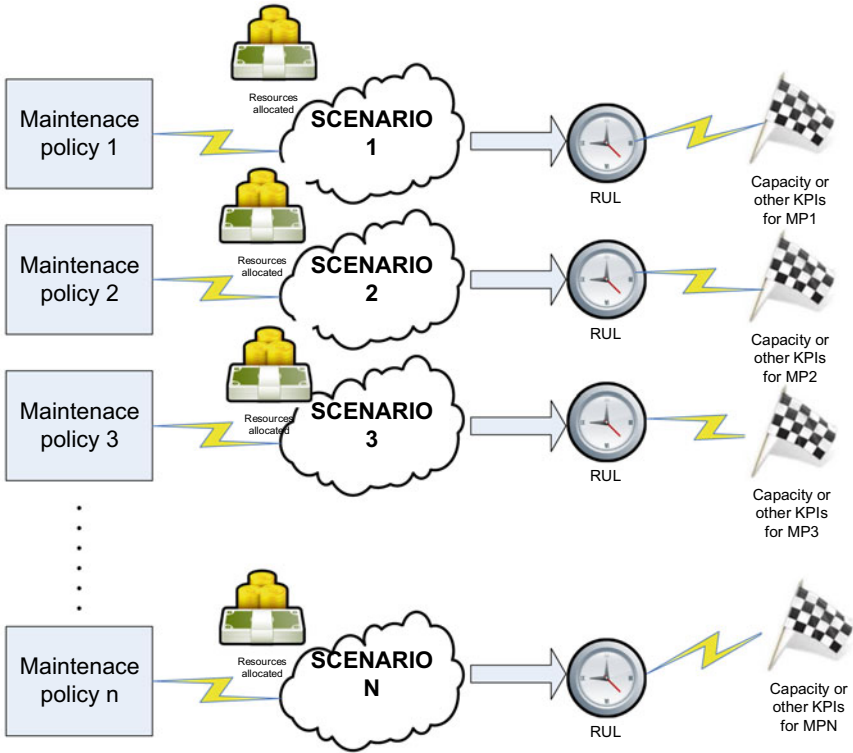 Maintenace
policy 1
Resources
allocated
SCENARIO
1
RUL
Capacity or
other KPIs
for MP1
Maintenace
policy 2
Resources
allocated
SCENARIO
2
RUL
Capacity or
other KPIs
for MP2
Maintenace
policy 3
Resources
allocated
SCENARIO
3
RUL
Capacity or
other KPIs
for MP3
Maintenace
policy n
Resources
allocated
SCENARIO
N
RUL
Capacity or
other KPIs
for MPN